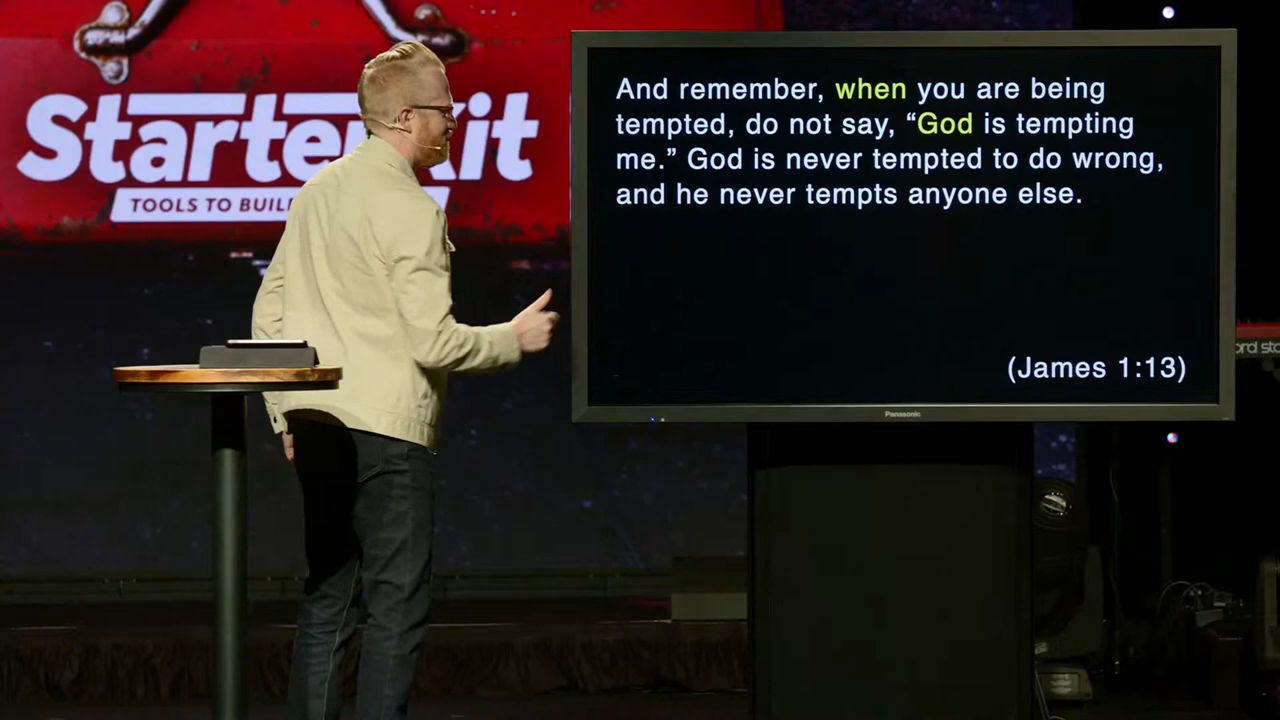 Starter Kit
TOOLS TO BUIL
And remember, when you are being
tempted, do not say, “God is tempting
me.” God is never tempted to do wrong,
and he never tempts anyone else.
(James 1:13)
Panasonic